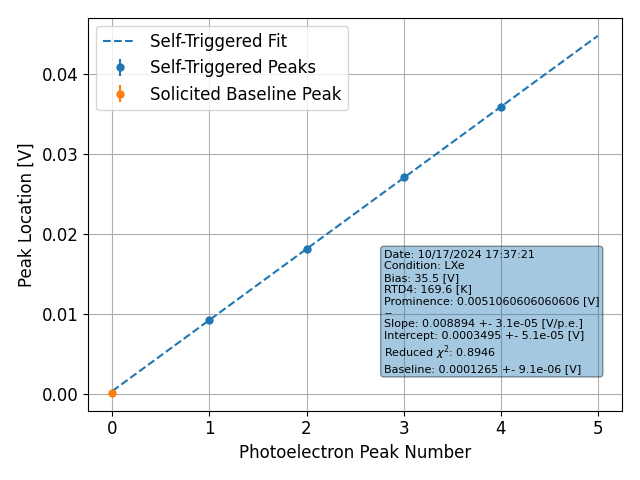 Self-Triggered Fit
Self-Triggered Peaks
Solicited Baseline Peak
Peak Location [V]
0.04
0.03
0.02
0.01
0.00
Date: 10/17/2024 17:37:21
Condition: LXe
Bias: 35.5 [V]
RTD4: 169.6 [K]
Prominence: 0.0051060606060606 [V]
--
Slope: 0.008894 +- 3.1e-05 [V/p.e.]
Intercept: 0.0003495 +- 5.1e-05 [V]
Reduced χ²: 0.8946
Baseline: 0.0001265 +- 9.1e-06 [V]
0 1 2 3 4 5
Photoelectron Peak Number